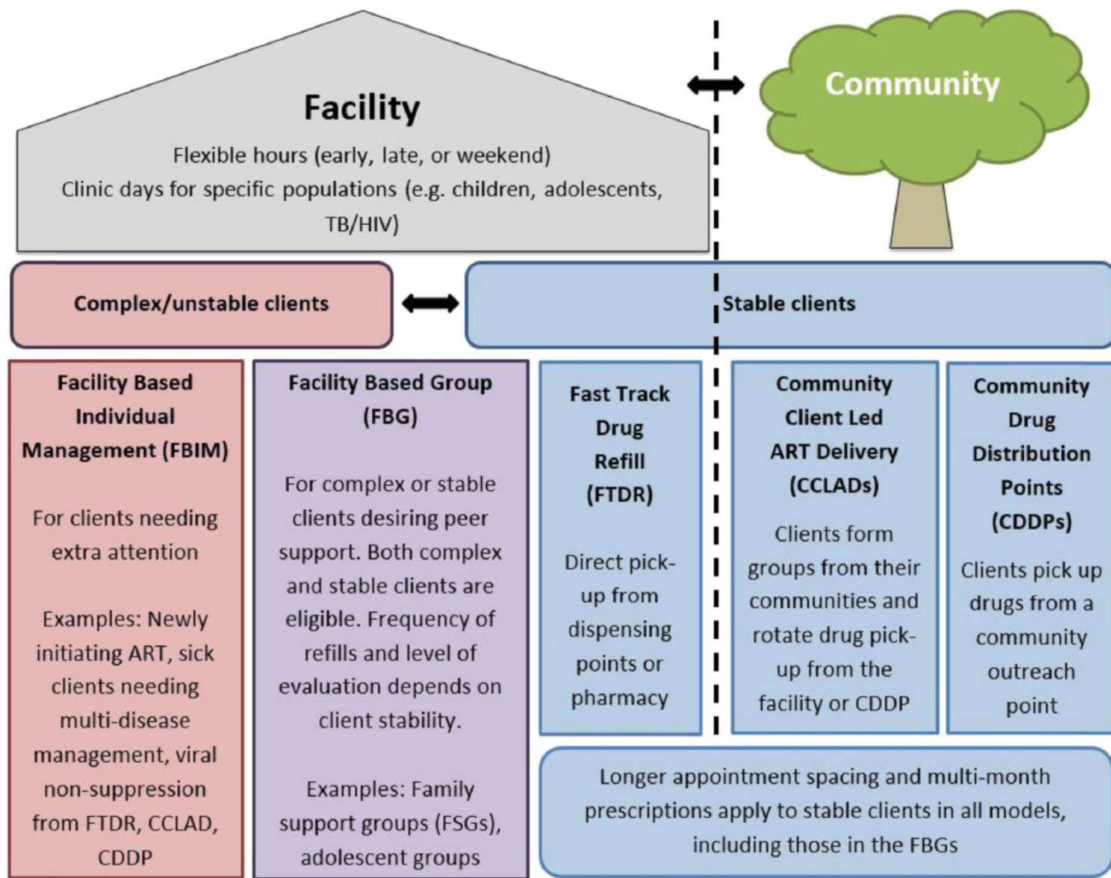 Facility
Flexible hours (early, late, or weekend)
Clinic days for specific populations (e.g. children, adolescents,
TB/HIV)
Community
Complex/unstable clients
Stable clients
Facility Based
Individual
Management (FBIM)
For clients needing
extra attention
Examples: Newly
initiating ART, sick
clients needing
multi-disease
management, viral
non-suppression
from FTDR, CCLAD,
CDDP
Facility Based Group
(FBG)
For complex or stable
clients desiring peer
support. Both complex
and stable clients are
eligible. Frequency of
refills and level of
evaluation depends on
client stability.
Examples: Family
support groups (FSGs),
adolescent groups
Fast Track
Drug
Refill
(FTDR)
Direct pick-
up from
dispensing
points or
pharmacy
Community
Client Led
ART Delivery
(CCLADs)
Clients form
groups from their
communities and
rotate drug pick-
up from the
facility or CDDP
Community
Drug
Distribution
Points
(CDDPs)
Clients pick up
drugs from a
community
outreach
point
Longer appointment spacing and multi-month
prescriptions apply to stable clients in all models,
including those in the FBGs